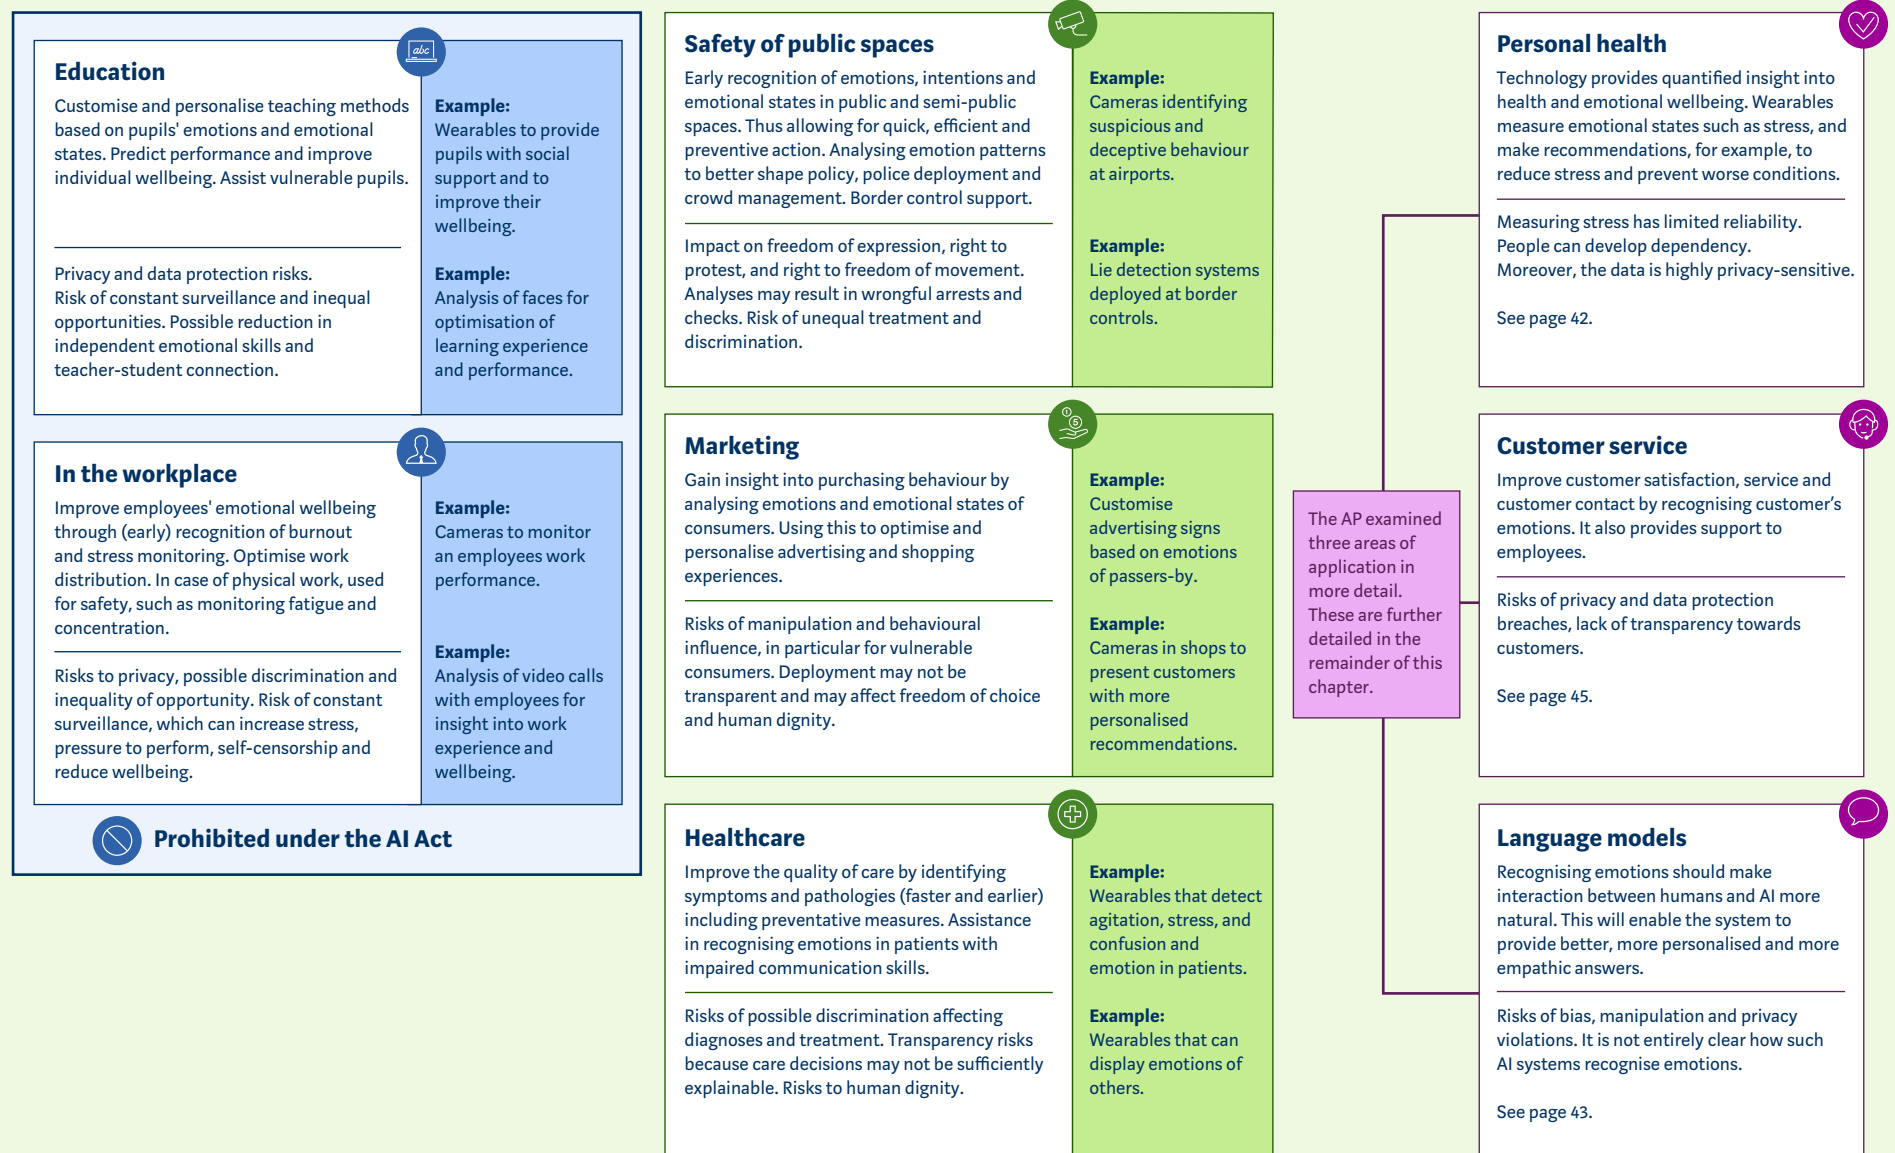 abc
Education
Customise and personalise teaching methods
based on pupils' emotions and emotional
states. Predict performance and improve
individual wellbeing. Assist vulnerable pupils.
Privacy and data protection risks.
Risk of constant surveillance and inequal
opportunities. Possible reduction in
independent emotional skills and
teacher-student connection.
Example:
Wearables to provide
pupils with social
support and to
improve their
wellbeing.
Example:
Analysis of faces for
optimisation of
learning experience
and performance.
In the workplace
Improve employees' emotional wellbeing
through (early) recognition of burnout
and stress monitoring. Optimise work
distribution. In case of physical work, used
for safety, such as monitoring fatigue and
concentration.
Risks to privacy, possible discrimination and
inequality of opportunity. Risk of constant
surveillance, which can increase stress,
pressure to perform, self-censorship and
reduce wellbeing.
Example:
Cameras to monitor
an employees work
performance.
Example:
Analysis of video calls
with employees for
insight into work
experience and
wellbeing.
Prohibited under the AI Act
Safety of public spaces
Early recognition of emotions, intentions and
emotional states in public and semi-public
spaces. Thus allowing for quick, efficient and
preventive action. Analysing emotion patterns
to better shape policy, police deployment and
crowd management. Border control support.
Impact on freedom of expression, right to
protest, and right to freedom of movement.
Analyses may result in wrongful arrests and
checks. Risk of unequal treatment and
discrimination.
Example:
Cameras identifying
suspicious and
deceptive behaviour
at airports.
Example:
Lie detection systems
deployed at border
controls.
1
5
Marketing
Gain insight into purchasing behaviour by
analysing emotions and emotional states of
consumers. Using this to optimise and
personalise advertising and shopping
experiences.
Risks of manipulation and behavioural
influence, in particular for vulnerable
consumers. Deployment may not be
transparent and may affect freedom of choice
and human dignity.
Example:
Customise
advertising signs
based on emotions
of passers-by.
Example:
Cameras in shops to
present customers
with more
personalised
recommendations.
Healthcare
Improve the quality of care by identifying
symptoms and pathologies (faster and earlier)
including preventative measures. Assistance
in recognising emotions in patients with
impaired communication skills.
Risks of possible discrimination affecting
diagnoses and treatment. Transparency risks
because care decisions may not be sufficiently
explainable. Risks to human dignity.
Example:
Wearables that detect
agitation, stress, and
confusion and
emotion in patients.
Example:
Wearables that can
display emotions of
others.
The AP examined
three areas of
application in
more detail.
These are further
detailed in the
remainder of this
chapter.
Personal health
Technology provides quantified insight into
health and emotional wellbeing. Wearables
measure emotional states such as stress, and
make recommendations, for example, to
reduce stress and prevent worse conditions.
Measuring stress has limited reliability.
People can develop dependency.
Moreover, the data is highly privacy-sensitive.
See page 42.
Customer service
Improve customer satisfaction, service and
customer contact by recognising customer’s
emotions. It also provides support to
employees.
Risks of privacy and data protection
breaches, lack of transparency towards
customers.
See page 45.
Language models
Recognising emotions should make
interaction between humans and AI more
natural. This will enable the system to
provide better, more personalised and more
empathic answers.
Risks of bias, manipulation and privacy
violations. It is not entirely clear how such
AI systems recognise emotions.
See page 43.